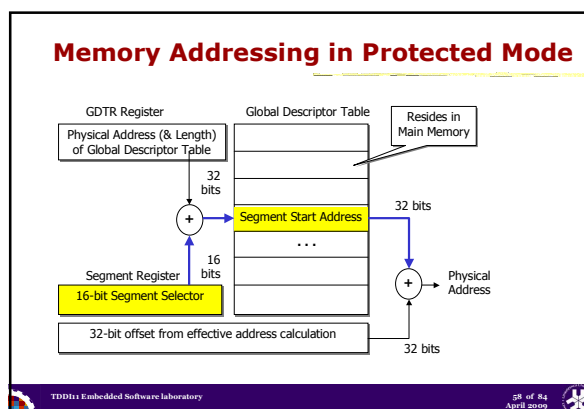 Memory Addressing in Protected Mode
GDTR Register
Global Descriptor Table
Physical Address (& Length)
of Global Descriptor Table
Resides in
Main Memory
32
bits
Segment Start Address
32 bits
+
. . .
16
bits
Segment Register
16-bit Segment Selector
+
Physical
Address
32-bit offset from effective address calculation
32 bits
TDDI11 Embedded Software laboratory
58 of 84
April 2009